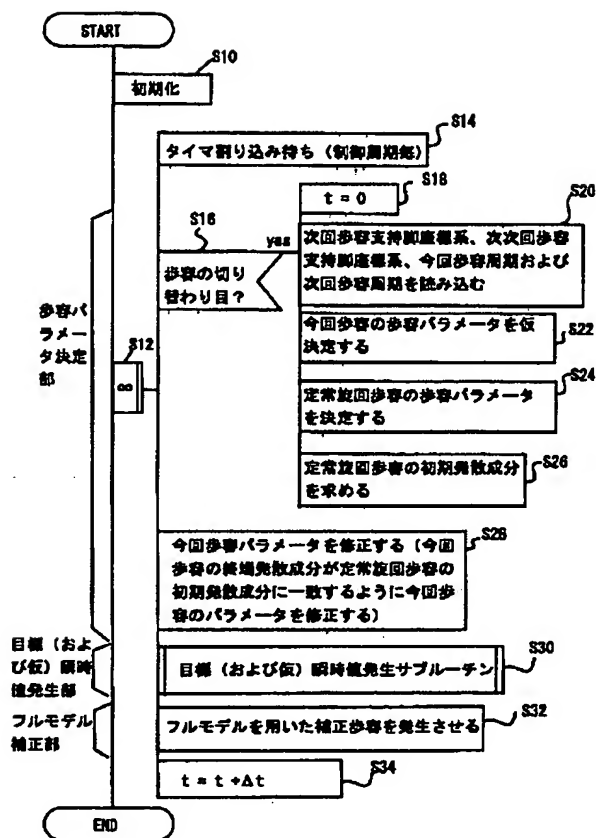 START
S10
初期化
S14
タイマ割り込み待ち（制御周期毎）
S18
t = 0
S16
yes
歩容の切り
替わり目？
S20
次回歩容支持脚座標系、次次回歩容
支持脚座標系、今回歩容周期および
次回歩容周期を読み込む
S22
今回歩容の歩容パラメータを仮
決定する
歩容パ
ラメー
タ決定
部
S12
∞
S24
定常旋回歩容の歩容パラメータ
を決定する
S26
定常旋回歩容の初期発散成分
を求める
S28
今回歩容パラメータを修正する（今回
歩容の終端発散成分が定常旋回歩容の
初期発散成分に一致するように今回歩
容のパラメータを修正する）
目標（およ
び仮）瞬時
値発生部
S30
目標（および仮）瞬時値発生サブルーチン
フルモデル
補正部
S32
フルモデルを用いた補正歩容を発生させる
S34
t = t +Δt
END